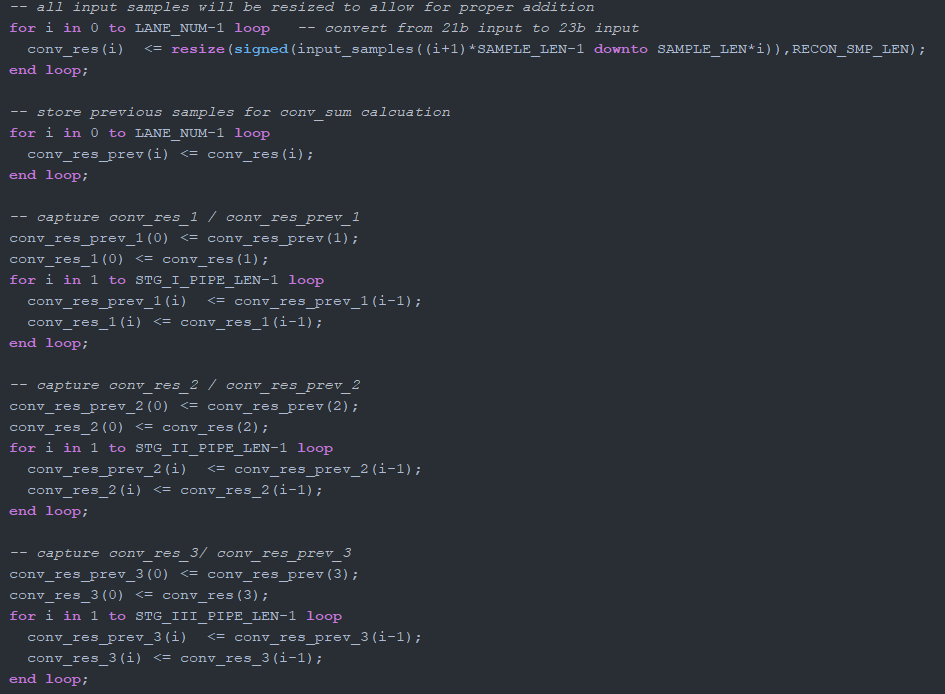 -- all input samples will be resized to allow for proper addition
for i in 0 to LANE_NUM-1 loop   -- convert from 21b input to 23b input
  conv_res(i)  <= resize(signed(input_samples((i+1)*SAMPLE_LEN-1 downto SAMPLE_LEN*i)),RECON_SMP_LEN);
end loop;

-- store previous samples for conv_sum calcuation
for i in 0 to LANE_NUM-1 loop
  conv_res_prev(i) <= conv_res(i);
end loop;

-- capture conv_res_1 / conv_res_prev_1
conv_res_prev_1(0) <= conv_res_prev(1);
conv_res_1(0) <= conv_res(1);
for i in 1 to STG_I_PIPE_LEN-1 loop
  conv_res_prev_1(i)  <= conv_res_prev_1(i-1);
  conv_res_1(i) <= conv_res_1(i-1);
end loop;

-- capture conv_res_2 / conv_res_prev_2
conv_res_prev_2(0) <= conv_res_prev(2);
conv_res_2(0) <= conv_res(2);
for i in 1 to STG_II_PIPE_LEN-1 loop
  conv_res_prev_2(i)  <= conv_res_prev_2(i-1);
  conv_res_2(i) <= conv_res_2(i-1);
end loop;

-- capture conv_res_3/ conv_res_prev_3
conv_res_prev_3(0) <= conv_res_prev(3);
conv_res_3(0) <= conv_res(3);
for i in 1 to STG_III_PIPE_LEN-1 loop
  conv_res_prev_3(i)  <= conv_res_prev_3(i-1);
  conv_res_3(i) <= conv_res_3(i-1);
end loop;